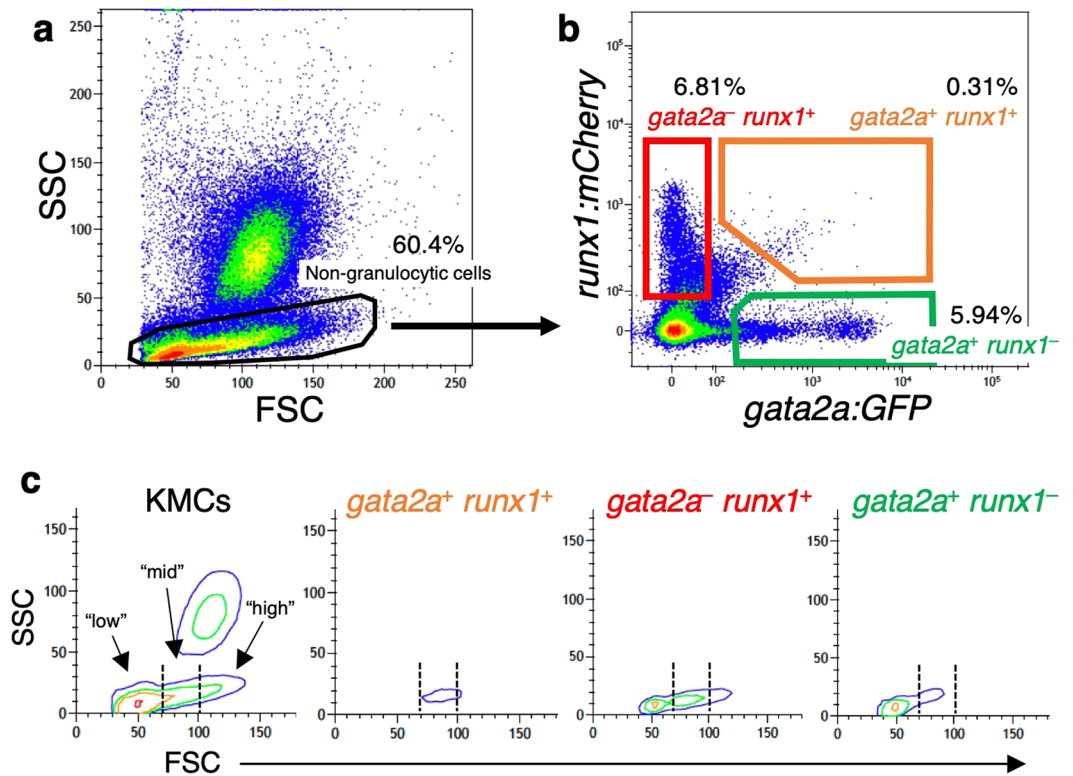 a
250
200
150
100
50
0
SSC
0 50 100 150 200 250
FSC
60.4%
Non-granulocytic cells
b
10⁵
10⁴
10³
10²
0
runx1:mCherry
6.81%
gata2a⁻ runx1⁺
0.31%
gata2a⁺ runx1⁺
5.94%
gata2a⁺ runx1⁻
0 10² 10³ 10⁴ 10⁵
gata2a:GFP
c
KMCs
"mid"
"low"
"high"
150
100
50
0
SSC
0 50 100 150
gata2a⁺ runx1⁺
150
100
50
0
0 50 100 150
gata2a⁻ runx1⁺
150
100
50
0
0 50 100 150
gata2a⁺ runx1⁻
150
100
50
0
0 50 100 150
FSC